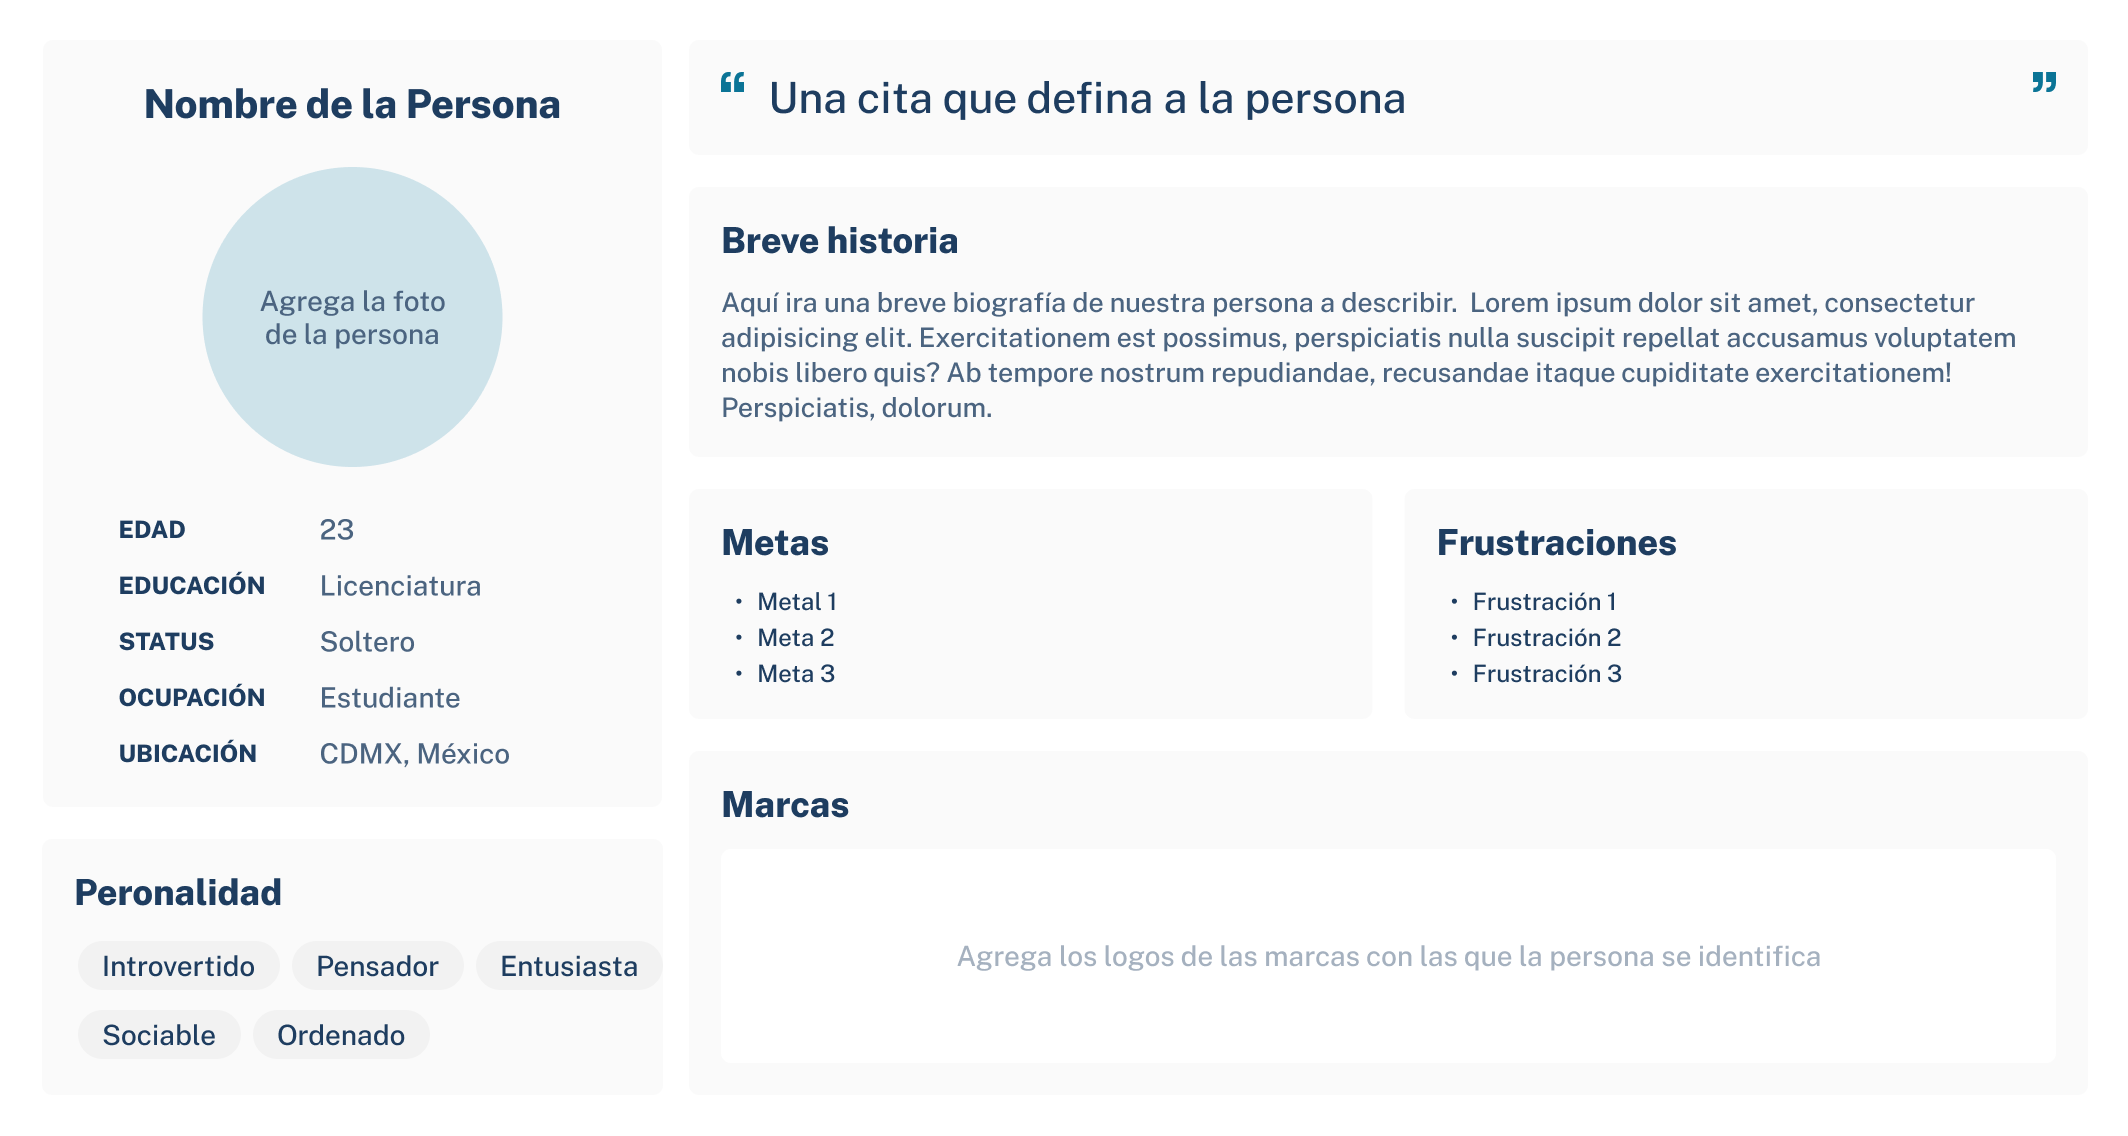 Nombre de la Persona
Agrega la foto
de la persona
EDAD 23
EDUCACIÓN Licenciatura
STATUS Soltero
OCUPACIÓN Estudiante
UBICACIÓN CDMX, México
Peronalidad
Introvertido Pensador Entusiasta
Sociable Ordenado
“ Una cita que defina a la persona ”
Breve historia
Aquí ira una breve biografía de nuestra persona a describir.  Lorem ipsum dolor sit amet, consectetur
adipisicing elit. Exercitationem est possimus, perspiciatis nulla suscipit repellat accusamus voluptatem
nobis libero quis? Ab tempore nostrum repudiandae, recusandae itaque cupiditate exercitationem!
Perspiciatis, dolorum.
Metas
• Metal 1
• Meta 2
• Meta 3
Frustraciones
• Frustración 1
• Frustración 2
• Frustración 3
Marcas
Agrega los logos de las marcas con las que la persona se identifica